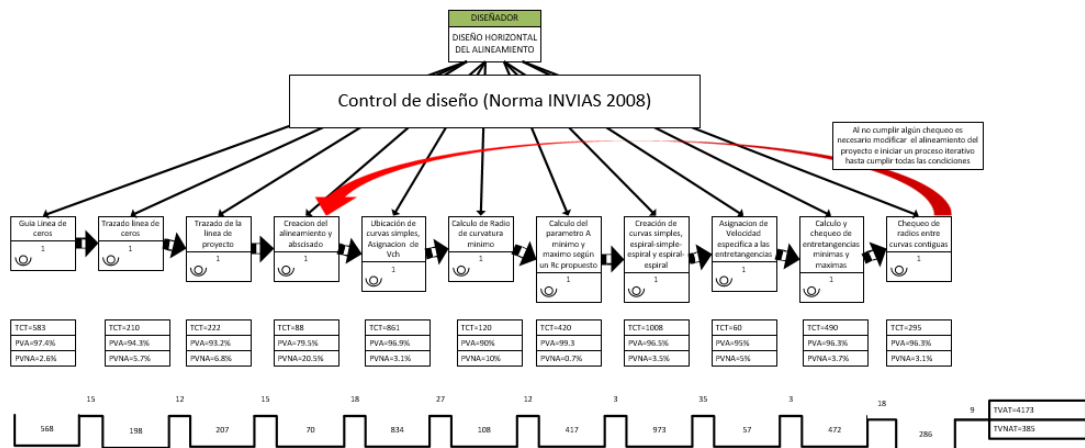 DISEÑADOR
DISEÑO HORIZONTAL
DEL ALINEAMIENTO
Control de diseño (Norma INVIAS 2008)
Al no cumplir algún chequeo es
necesario modificar el alineamiento del
proyecto e iniciar un proceso iterativo
hasta cumplir todas las condiciones
Guia Linea de
ceros
1
Trazado linea de
ceros
1
Trazado de la
linea de
proyecto
1
Creacion del
alineamiento y
abscisado
1
Ubicación de
curvas simples,
Asignacion de
Vch
1
Calculo de Radio
de curvatura
minimo
1
Calculo del
parametro A
minimo y
maximo según
un Rc propuesto
1
Creación de
curvas simples,
espiral-simple-
espiral y espiral-
espiral
1
Asignacion de
Velocidad
especifica a las
entretangencias
1
Calculo y
chequeo de
entretangencias
minimas y
maximas
1
Chequeo de
radios entre
curvas contiguas
1
TCT=583
PVA=97.4%
PVNA=2.6%
TCT=210
PVA=94.3%
PVNA=5.7%
TCT=222
PVA=93.2%
PVNA=6.8%
TCT=88
PVA=79.5%
PVNA=20.5%
TCT=861
PVA=96.9%
PVNA=3.1%
TCT=120
PVA=90%
PVNA=10%
TCT=420
PVA=99.3
PVNA=0.7%
TCT=1008
PVA=96.5%
PVNA=3.5%
TCT=60
PVA=95%
PVNA=5%
TCT=490
PVA=96.3%
PVNA=3.7%
TCT=295
PVA=96.3%
PVNA=3.1%
15
12
15
18
27
12
3
35
3
18
9
568
198
207
70
834
108
417
973
57
472
286
TVAT=4173
TVNAT=385